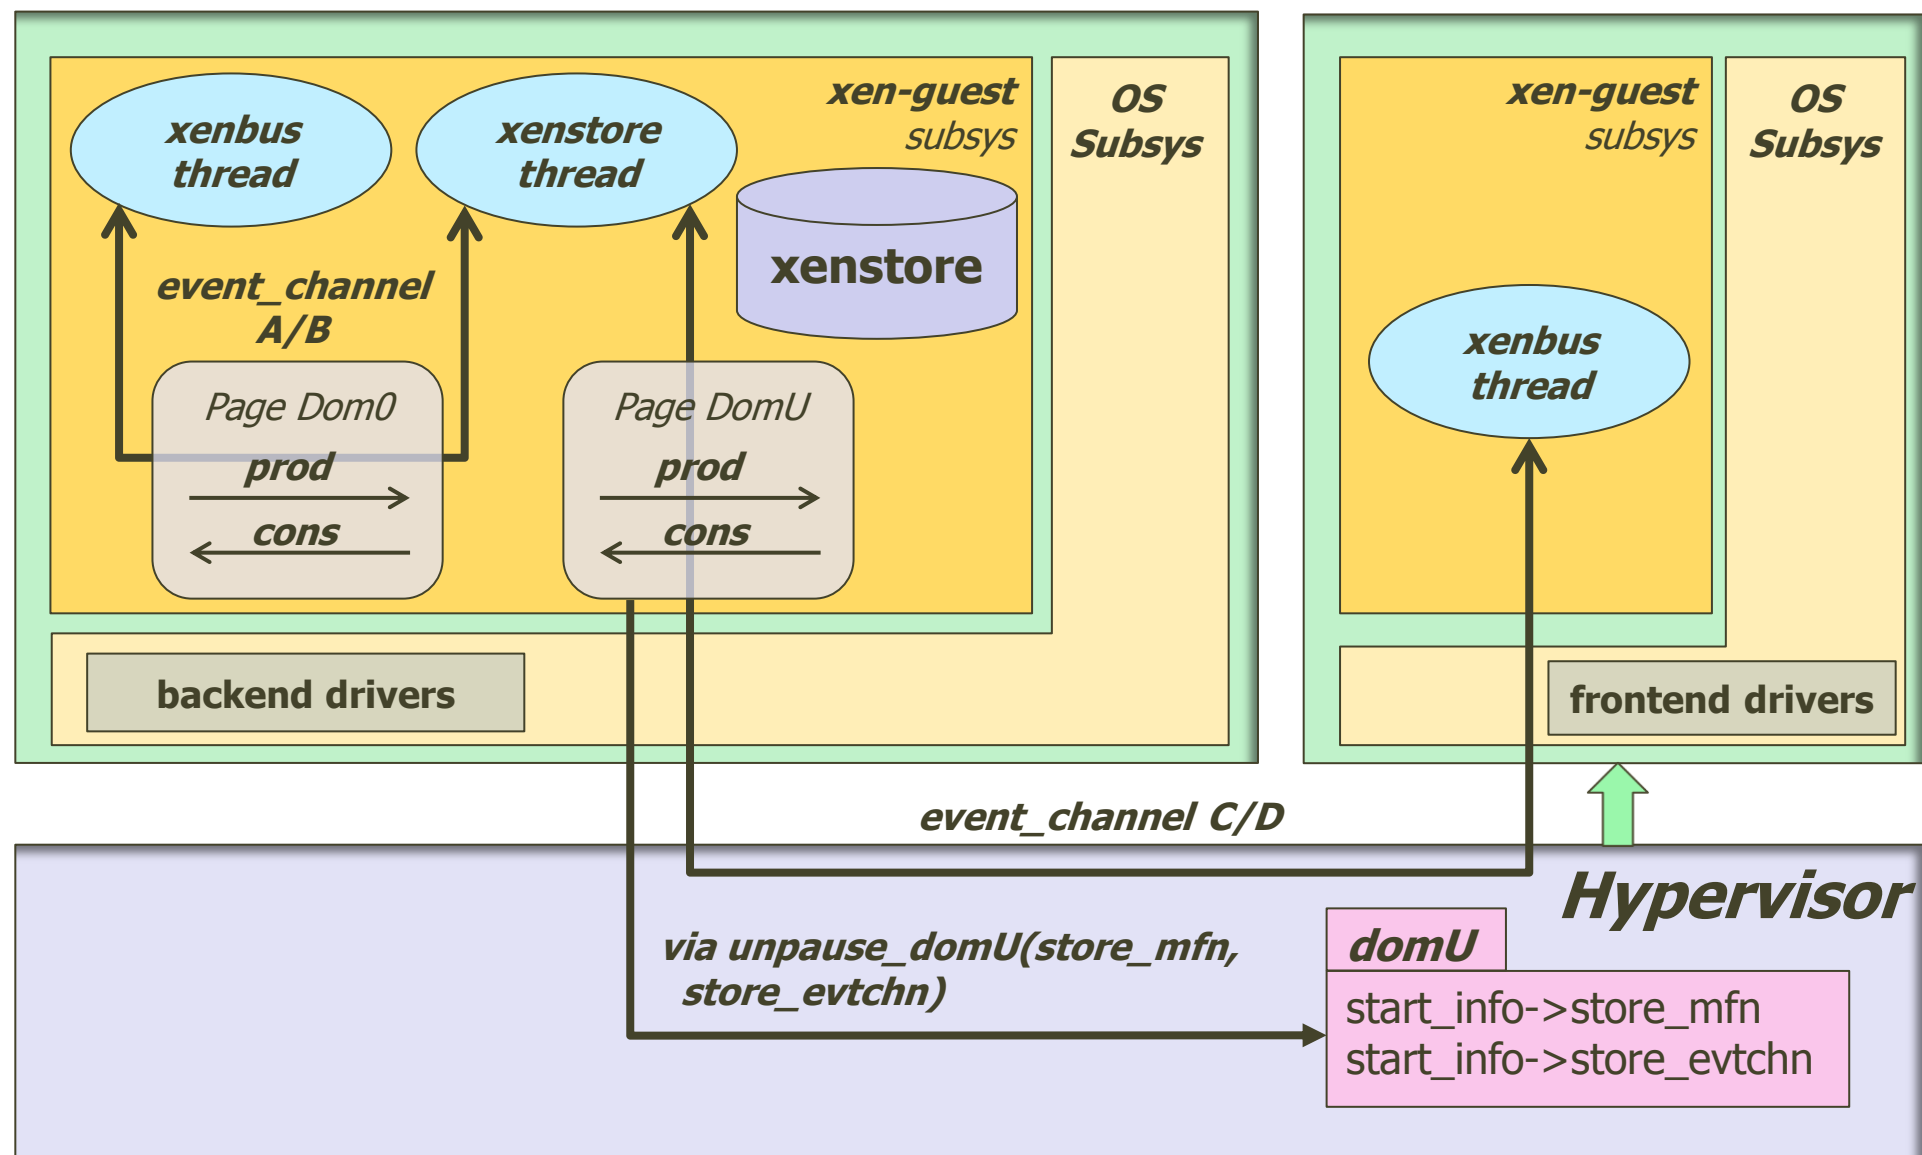 xenbus
thread
xenstore
thread
xen-guest
subsys
OS
Subsys
xenstore
event_channel
A/B
Page Dom0
prod
cons
Page DomU
prod
cons
backend drivers
xen-guest
subsys
OS
Subsys
xenbus
thread
frontend drivers
event_channel C/D
Hypervisor
via unpause_domU(store_mfn,
store_evtchn)
domU
start_info->store_mfn
start_info->store_evtchn